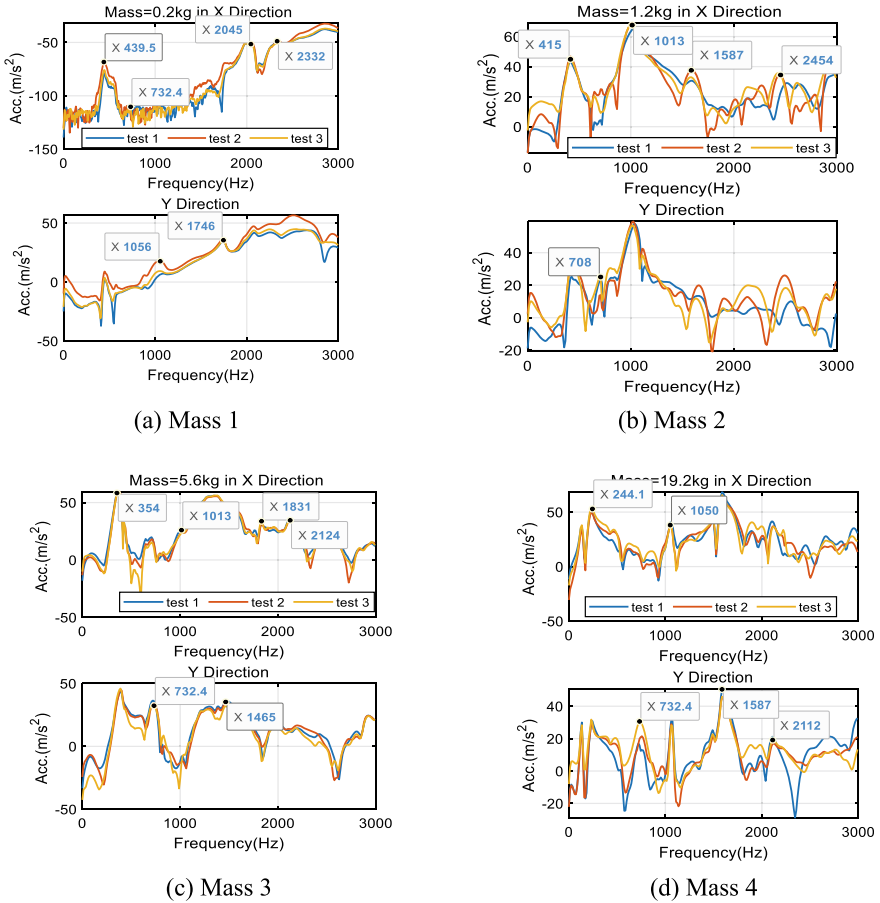 Mass=0.2kg in X Direction
Acc.(m/s²)
-50
-100
-150
X 439.5
X 732.4
X 2045
X 2332
test 1 test 2 test 3
0 1000 2000 3000
Frequency(Hz)
Y Direction
Acc.(m/s²)
50
0
-50
X 1056
X 1746
0 1000 2000 3000
Frequency(Hz)
(a) Mass 1
Mass=1.2kg in X Direction
Acc.(m/s²)
40
20
0
X 415
X 1013
X 1587
X 2454
test 1 test 2 test 3
0 1000 2000 3000
Frequency(Hz)
Y Direction
Acc.(m/s²)
40
20
0
-20
X 708
0 1000 2000 3000
Frequency(Hz)
(b) Mass 2
Mass=5.6kg in X Direction
Acc.(m/s²)
50
0
-50
X 354
X 1013
X 1831
X 2124
test 1 test 2 test 3
0 1000 2000 3000
Frequency(Hz)
Y Direction
Acc.(m/s²)
50
0
-50
X 732.4
X 1465
0 1000 2000 3000
Frequency(Hz)
(c) Mass 3
Mass=19.2kg in X Direction
Acc.(m/s²)
50
0
-50
X 244.1
X 1050
test 1 test 2 test 3
0 1000 2000 3000
Frequency(Hz)
Y Direction
Acc.(m/s²)
40
20
0
-20
X 732.4
X 1587
X 2112
0 1000 2000 3000
Frequency(Hz)
(d) Mass 4